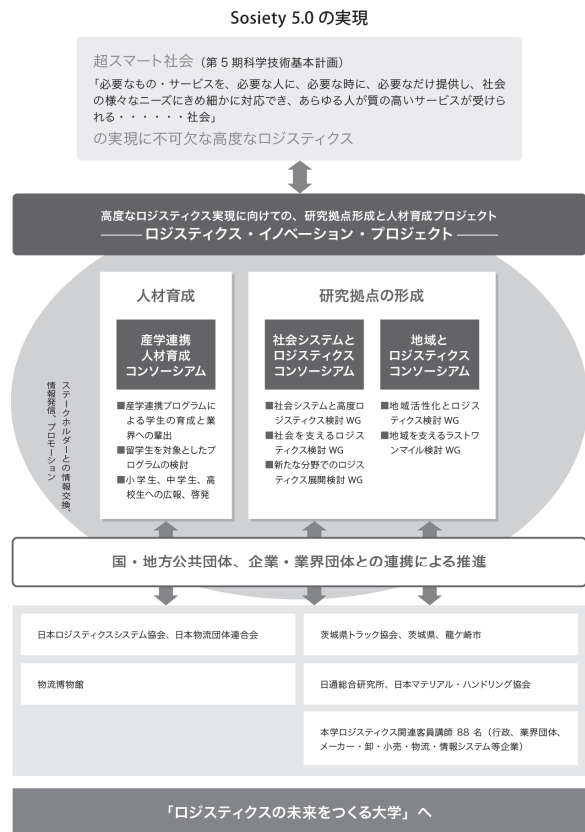 Sosiety 5.0 の実現
超スマート社会（第 5 期科学技術基本計画）
「必要なもの・サービスを、必要な人に、必要な時に、必要なだけ提供し、社会
の様々なニーズにきめ細かに対応でき、あらゆる人が質の高いサービスが受けら
れる・・・・・・社会」
の実現に不可欠な高度なロジスティクス
高度なロジスティクス実現に向けての、研究拠点形成と人材育成プロジェクト
ロジスティクス・イノベーション・プロジェクト
ステークホルダーとの情報交換、
情報発信、プロモーション
人材育成
産学連携
人材育成
コンソーシアム
■産学連携プログラムによ
る学生の育成と業
界への輩出
■留学生を対象としたプ
ログラムの検討
■小学生、中学生、高
校生への広報、啓発
研究拠点の形成
社会システムと
ロジスティクス
コンソーシアム
■社会システムと高度ロ
ジスティクス検討 WG
■社会を支えるロジス
ティクス検討 WG
■新たな分野でのロジス
ティクス展開検討 WG
地域と
ロジスティクス
コンソーシアム
■地域活性化とロジス
ティクス検討 WG
■地域を支えるラストワ
ンマイル検討 WG
国・地方公共団体、企業・業界団体との連携による推進
日本ロジスティクスシステム協会、日本物流団体連合会
物流博物館
茨城県トラック協会、茨城県、龍ケ崎市
日通総合研究所、日本マテリアル・ハンドリング協会
本学ロジスティクス関連客員講師 88 名（行政、業界団体、
メーカー・卸・小売・物流・情報システム等企業）
「ロジスティクスの未来をつくる大学」へ